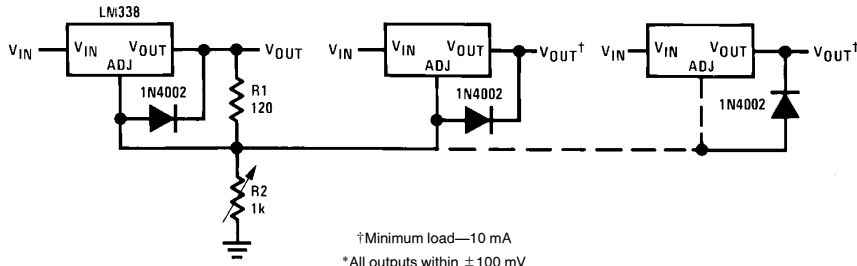 LM338
VIN VIN VOUT VOUT VIN VIN VOUT VOUT† VIN VIN VOUT VOUT†
ADJ ADJ ADJ
1N4002 R1 120 1N4002 1N4002
R2
1k
†Minimum load—10 mA
*All outputs within ±100 mV